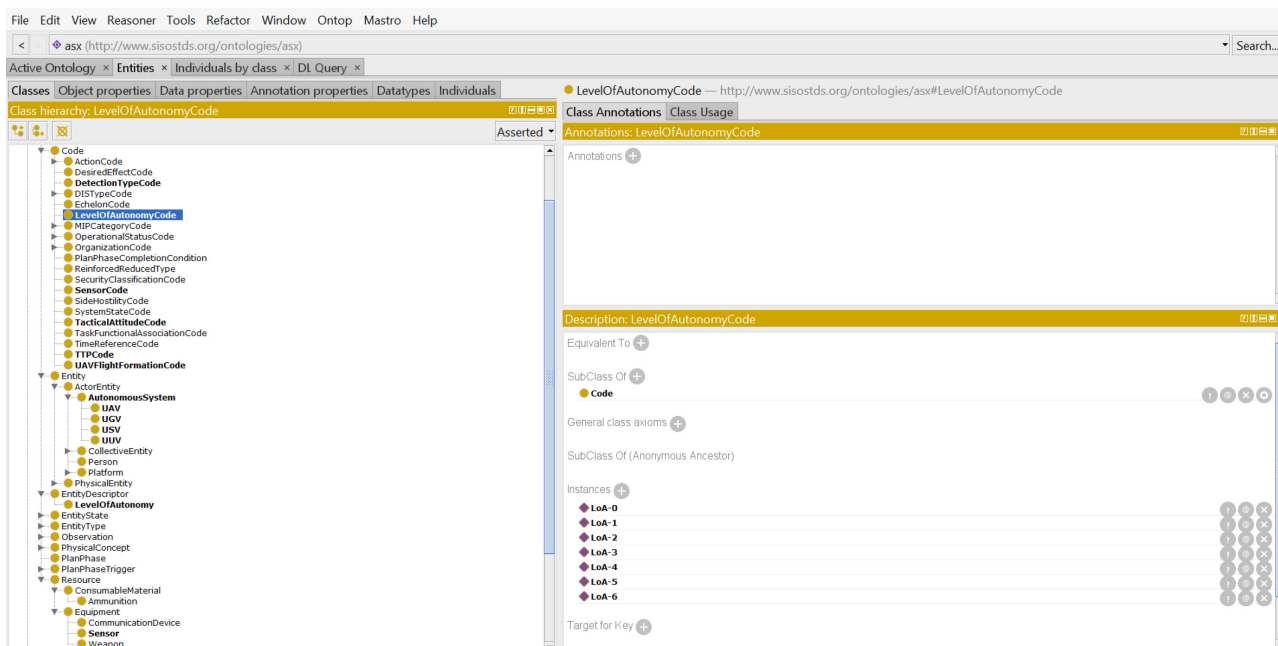 File Edit View Reasoner Tools Refactor Window Ontop Mastro Help
< > asx (http://www.sisostds.org/ontologies/asx) Search...
Active Ontology × Entities × Individuals by class × DL Query ×
Classes Object properties Data properties Annotation properties Datatypes Individuals
Class hierarchy: LevelOfAutonomyCode
Asserted
Code
ActionCode
DesiredEffectCode
DetectionTypeCode
DISTypeCode
EchelonCode
LevelOfAutonomyCode
MIPCategoryCode
OperationalStatusCode
OrganizationCode
PlanPhaseCompletionCondition
ReinforcedReducedType
SecurityClassificationCode
SensorCode
SideHostilityCode
SystemStateCode
TacticalAttitudeCode
TaskFunctionalAssociationCode
TimeReferenceCode
TTPCode
UAVFlightFormationCode
Entity
ActorEntity
AutonomousSystem
UAV
UGV
USV
UUV
CollectiveEntity
Person
Platform
PhysicalEntity
EntityDescriptor
LevelOfAutonomy
EntityState
EntityType
Observation
PhysicalConcept
PlanPhase
PlanPhaseTrigger
Resource
ConsumableMaterial
Ammunition
Equipment
CommunicationDevice
Sensor
Weapon
LevelOfAutonomyCode — http://www.sisostds.org/ontologies/asx#LevelOfAutonomyCode
Class Annotations Class Usage
Annotations: LevelOfAutonomyCode
Annotations
Description: LevelOfAutonomyCode
Equivalent To
SubClass Of
Code
General class axioms
SubClass Of (Anonymous Ancestor)
Instances
LoA-0
LoA-1
LoA-2
LoA-3
LoA-4
LoA-5
LoA-6
Target for Key